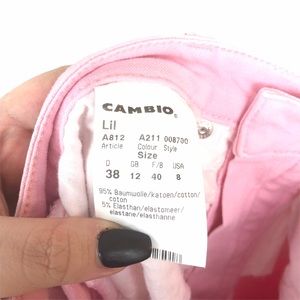 CAMBIO®
Lil
A812 A211 008700
Article Colour Style
Size
D GB F/B USA
38 12 40 8
95% Baumwolle/katoen/cotton/
coton
5% Elasthan/elastomeer/
elastane/elasthanne